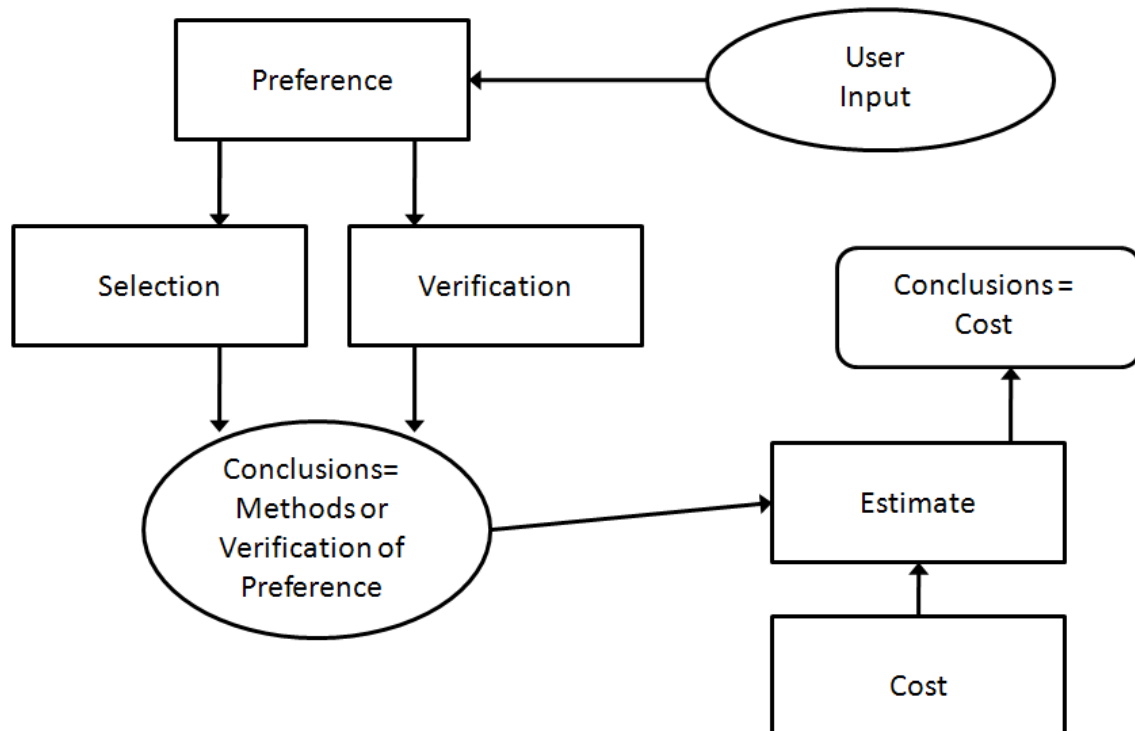 Preference
User
Input
Selection
Verification
Conclusions =
Cost
Conclusions=
Methods or
Verification of
Preference
Estimate
Cost